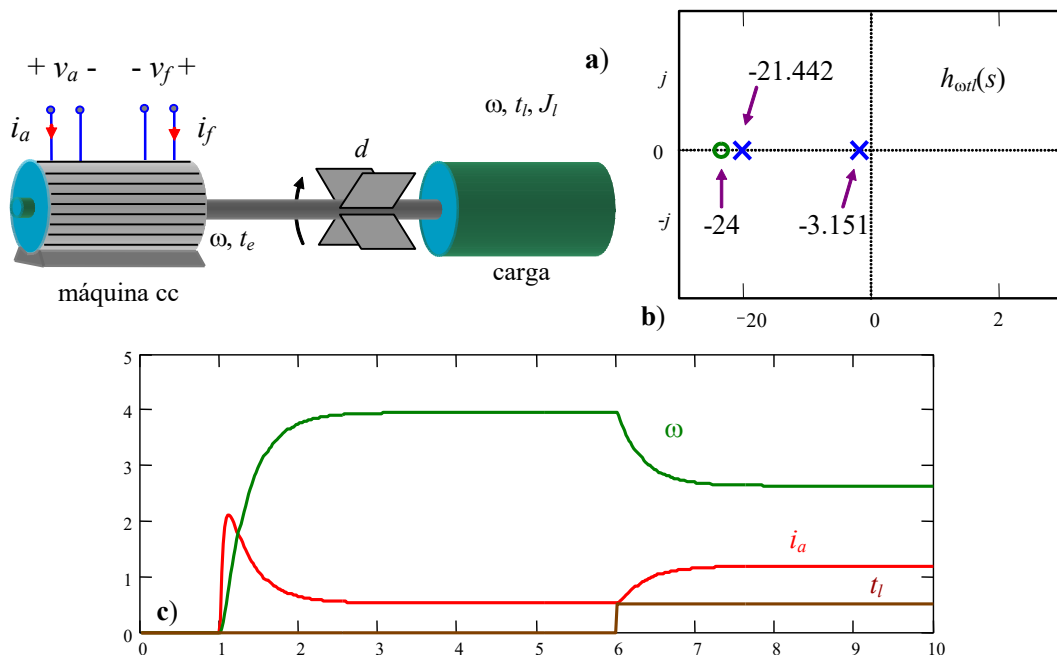 a)
+ v_a -   - v_f +
i_a   i_f
ω, t_l, J_l
d
ω, t_e
máquina cc
carga
b)
j
0
-j
-21.442
h_ωtl(s)
-24
-3.151
−20   0   2
5
4
3
2
1
0
ω
i_a
t_l
c)
0   1   2   3   4   5   6   7   8   9   10